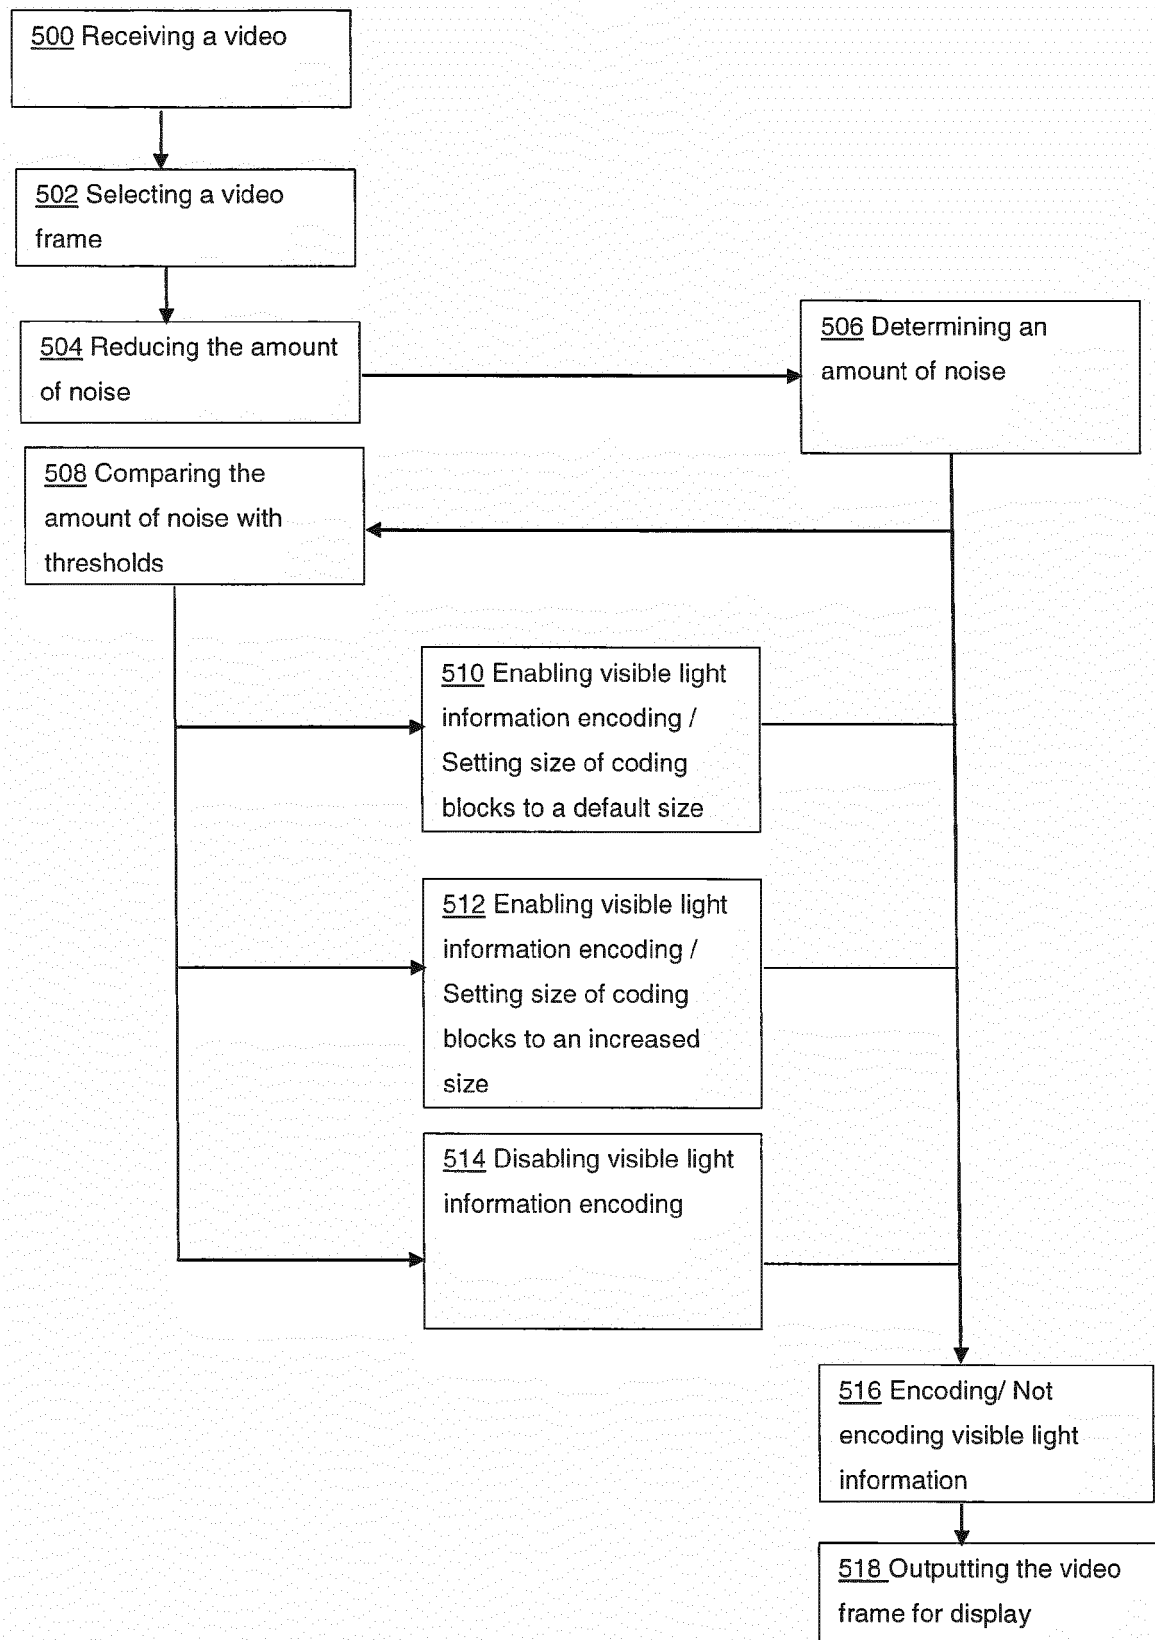 500 Receiving a video
502 Selecting a video
frame
504 Reducing the amount
of noise
506 Determining an
amount of noise
508 Comparing the
amount of noise with
thresholds
510 Enabling visible light
information encoding /
Setting size of coding
blocks to a default size
512 Enabling visible light
information encoding /
Setting size of coding
blocks to an increased
size
514 Disabling visible light
information encoding
516 Encoding/ Not
encoding visible light
information
518 Outputting the video
frame for display